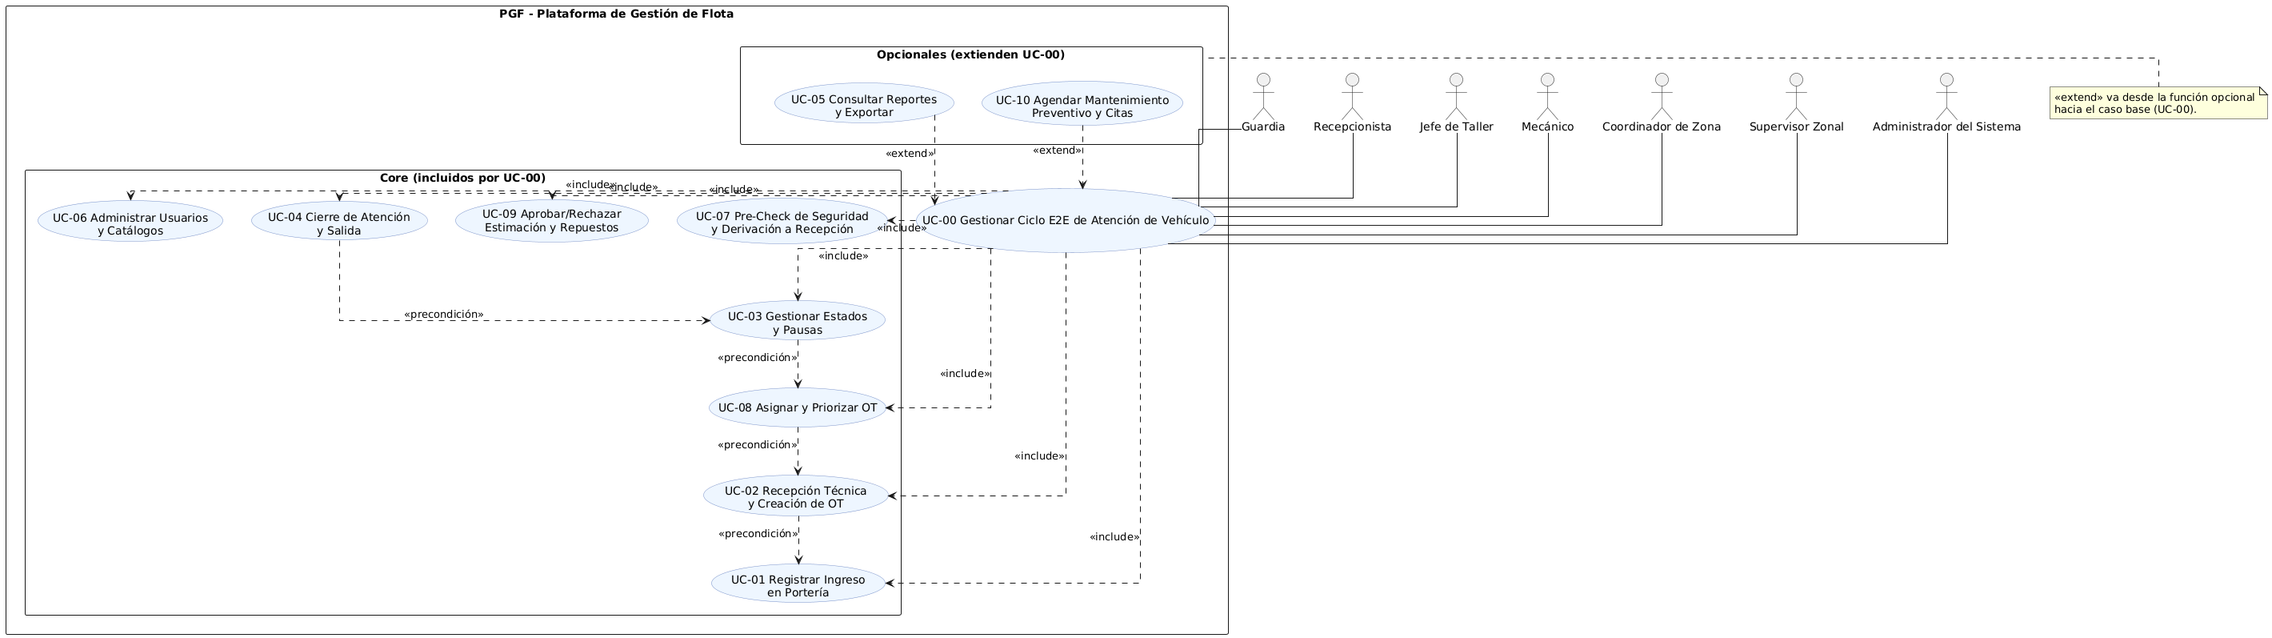 PGF - Plataforma de Gestión de Flota
Opcionales (extienden UC-00)
UC-05 Consultar Reportes
y Exportar
UC-10 Agendar Mantenimiento
Preventivo y Citas
Guardia
Recepcionista
Jefe de Taller
Mecánico
Coordinador de Zona
Supervisor Zonal
Administrador del Sistema
«extend» va desde la función opcional
hacia el caso base (UC-00).
«extend»
«extend»
Core (incluidos por UC-00)
«include»
«include»
«include»
UC-06 Administrar Usuarios
y Catálogos
UC-04 Cierre de Atención
y Salida
UC-09 Aprobar/Rechazar
Estimación y Repuestos
UC-07 Pre-Check de Seguridad
y Derivación a Recepción
«include»
UC-00 Gestionar Ciclo E2E de Atención de Vehículo
«include»
«precondición»
UC-03 Gestionar Estados
y Pausas
«precondición»
«include»
UC-08 Asignar y Priorizar OT
«precondición»
«include»
UC-02 Recepción Técnica
y Creación de OT
«precondición»
«include»
UC-01 Registrar Ingreso
en Portería